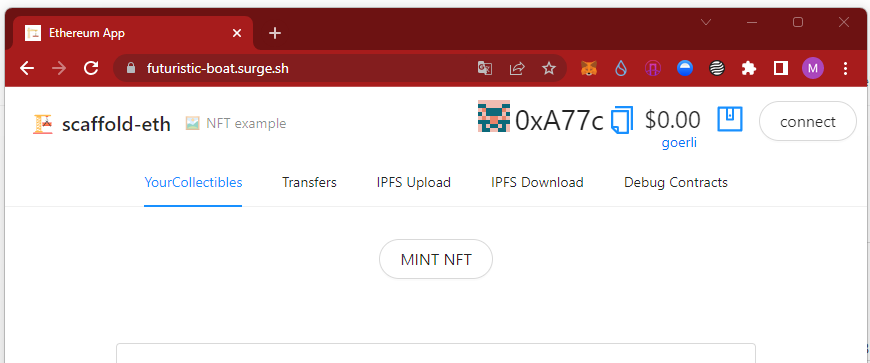 Ethereum App
futuristic-boat.surge.sh
M
scaffold-eth NFT example 0xA77c $0.00 connect
goerli
YourCollectibles Transfers IPFS Upload IPFS Download Debug Contracts
MINT NFT